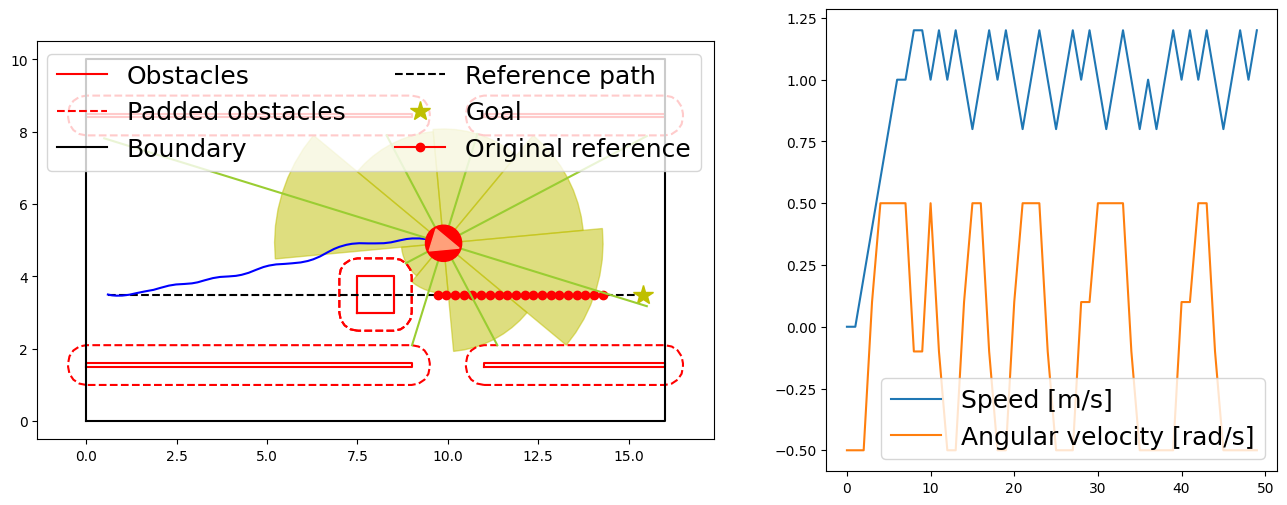 Obstacles
Padded obstacles
Boundary
Reference path
Goal
Original reference
10
8
6
4
2
0
0.0 2.5 5.0 7.5 10.0 12.5 15.0
1.25
1.00
0.75
0.50
0.25
0.00
−0.25
−0.50
Speed [m/s]
Angular velocity [rad/s]
0 10 20 30 40 50